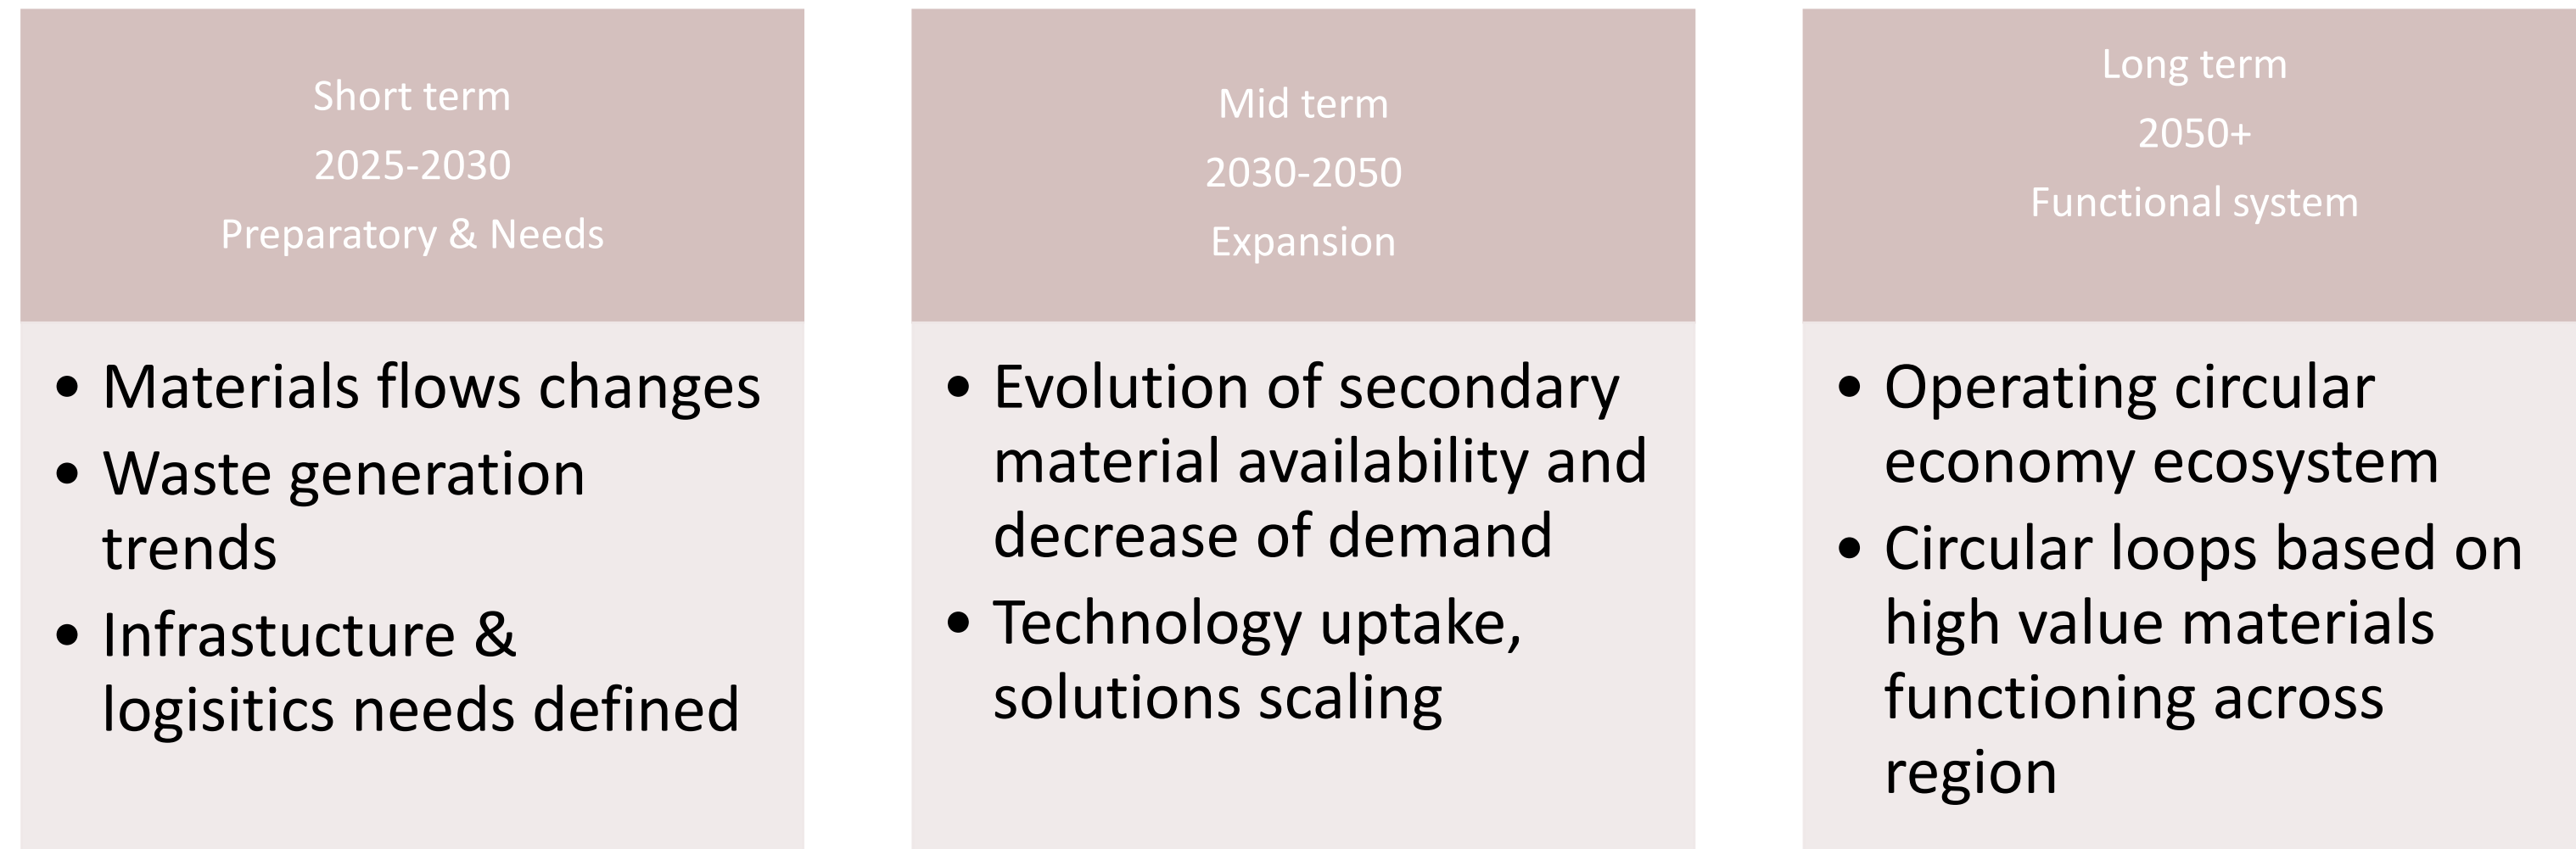 Short term
2025-2030
Preparatory & Needs
• Materials flows changes
• Waste generation
trends
• Infrastucture &
logisitics needs defined
Mid term
2030-2050
Expansion
• Evolution of secondary
material availability and
decrease of demand
• Technology uptake,
solutions scaling
Long term
2050+
Functional system
• Operating circular
economy ecosystem
• Circular loops based on
high value materials
functioning across
region